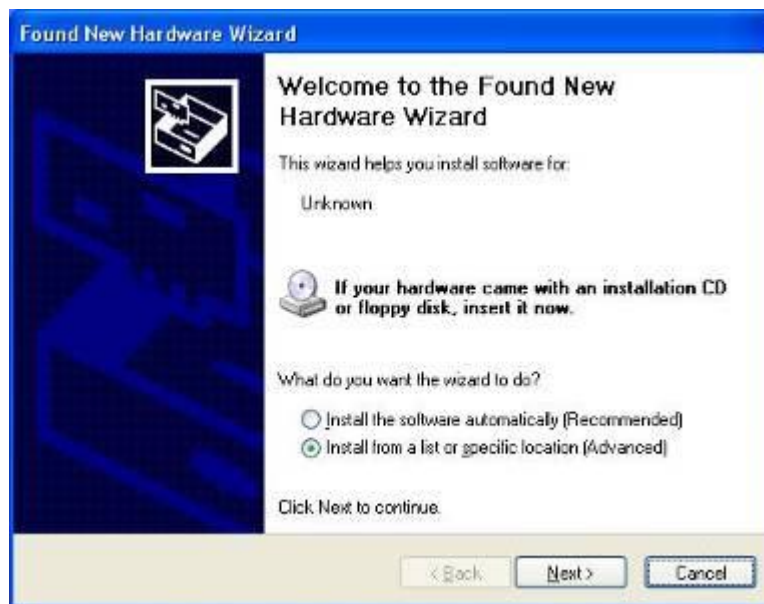 Found New Hardware Wizard
Welcome to the Found New
Hardware Wizard
This wizard helps you install software for:
Unknown
If your hardware came with an installation CD
or floppy disk, insert it now.
What do you want the wizard to do?
Install the software automatically (Recommended)
Install from a list or specific location (Advanced)
Click Next to continue.
< Back Next > Cancel